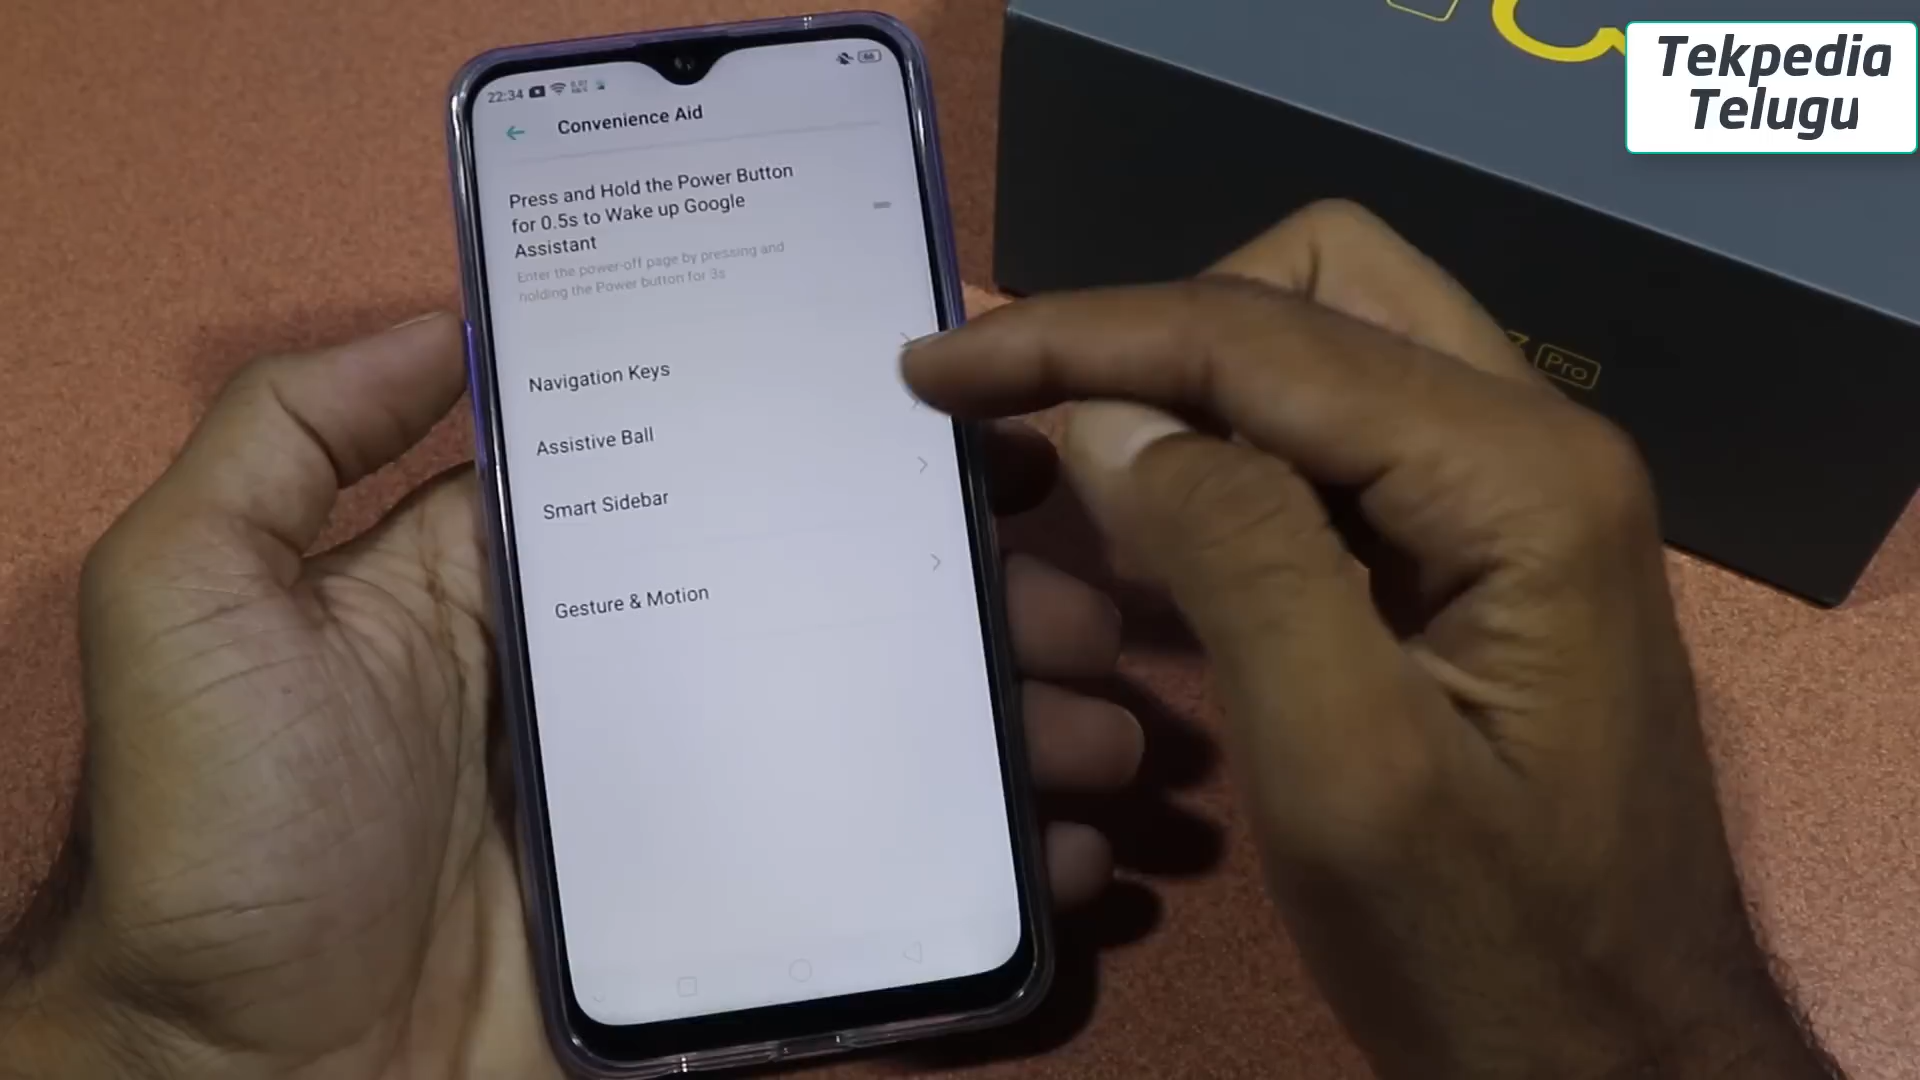 Tekpedia
Telugu
22:34
66
Convenience Aid
Press and Hold the Power Button
for 0.5s to Wake up Google
Assistant
Enter the power-off page by pressing and
holding the Power button for 3s
Navigation Keys
Assistive Ball
Smart Sidebar
Gesture & Motion
Pro